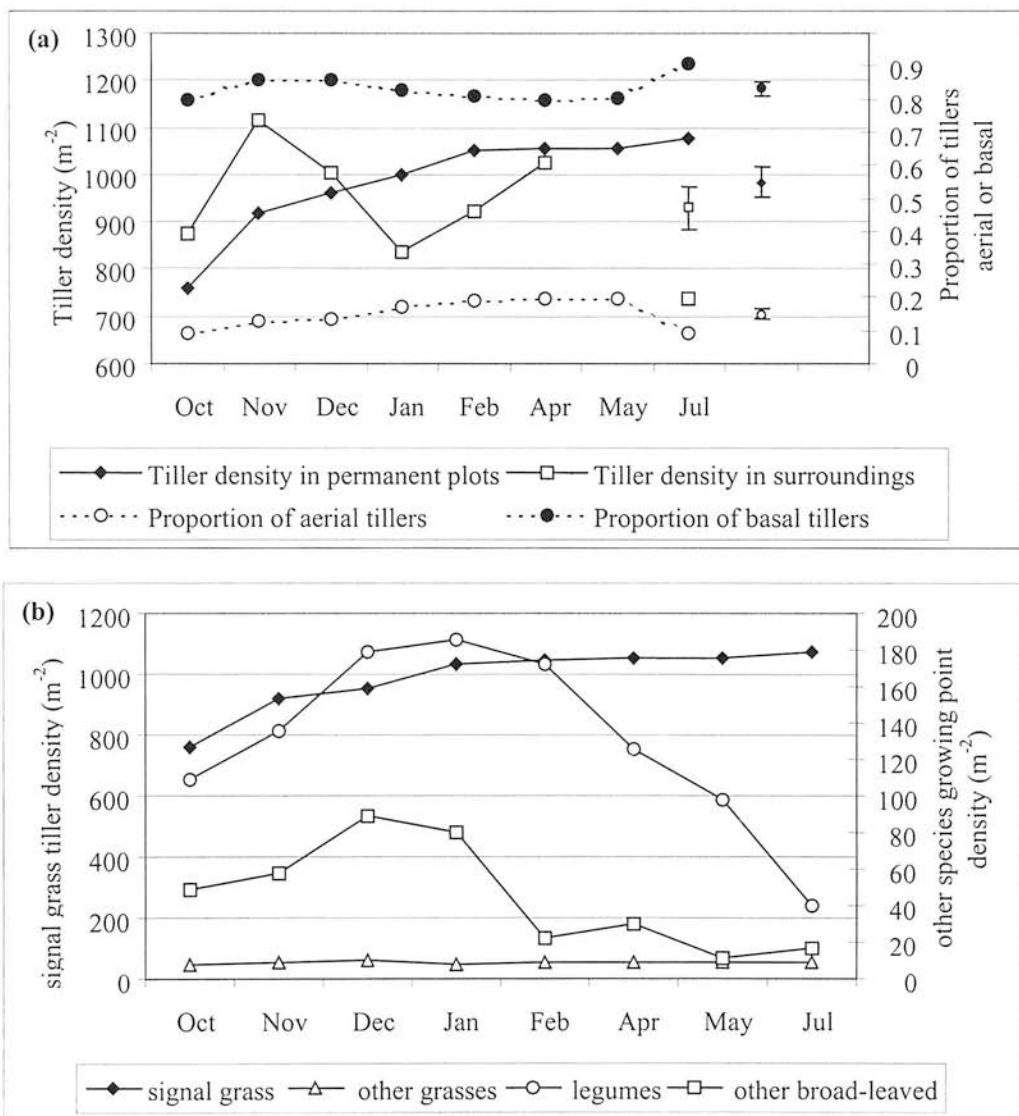 (a)
1300
1200
1100
1000
900
800
700
600
Tiller density (m⁻²)
0.9
0.8
0.7
0.6
0.5
0.4
0.3
0.2
0.1
0
Proportion of tillers
aerial or basal
Oct Nov Dec Jan Feb Apr May Jul
Tiller density in permanent plots Tiller density in surroundings
Proportion of aerial tillers Proportion of basal tillers
(b)
1200
1000
800
600
400
200
0
signal grass tiller density (m⁻²)
200
180
160
140
120
100
80
60
40
20
0
other species growing point
density (m⁻²)
Oct Nov Dec Jan Feb Apr May Jul
signal grass other grasses legumes other broad-leaved